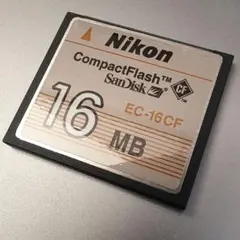 Nikon
CompactFlash™
SanDisk CF
EC-16CF
16
MB